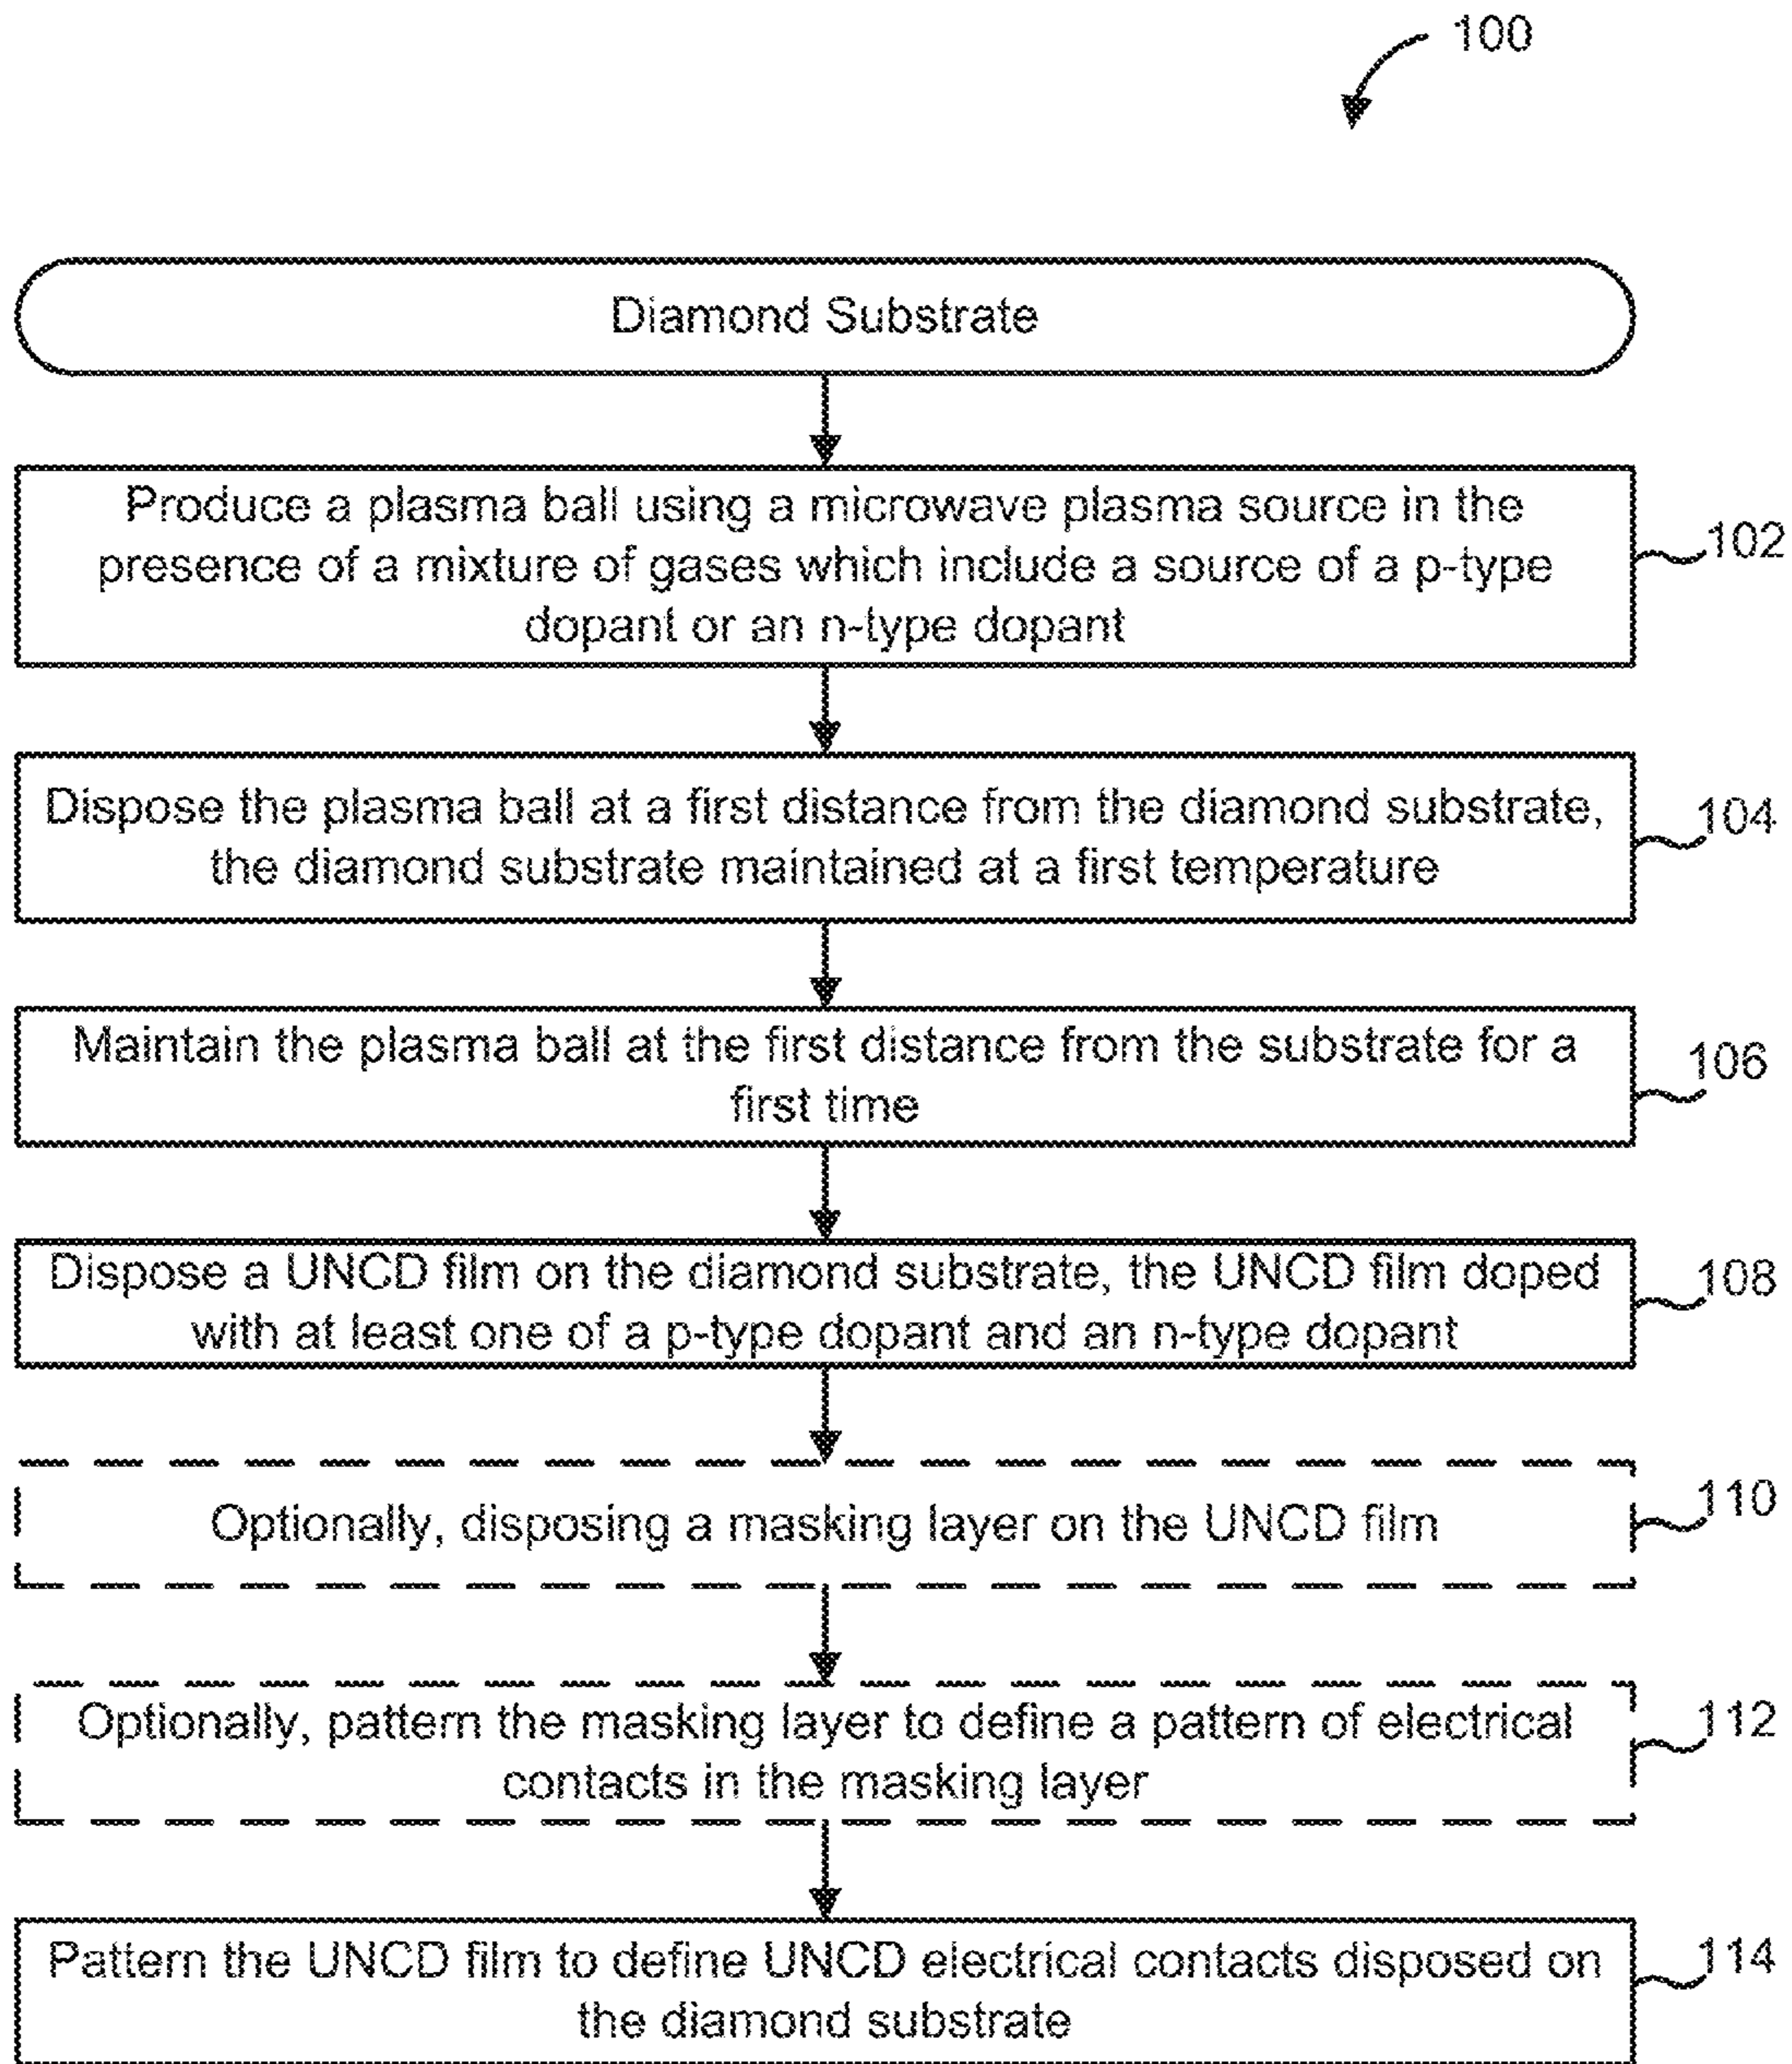 100
Diamond Substrate
Produce a plasma ball using a microwave plasma source in the
presence of a mixture of gases which include a source of a p-type
dopant or an n-type dopant
102
Dispose the plasma ball at a first distance from the diamond substrate,
the diamond substrate maintained at a first temperature
104
Maintain the plasma ball at the first distance from the substrate for a
first time
106
Dispose a UNCD film on the diamond substrate, the UNCD film doped
with at least one of a p-type dopant and an n-type dopant
108
Optionally, disposing a masking layer on the UNCD film
110
Optionally, pattern the masking layer to define a pattern of electrical
contacts in the masking layer
112
Pattern the UNCD film to define UNCD electrical contacts disposed on
the diamond substrate
114